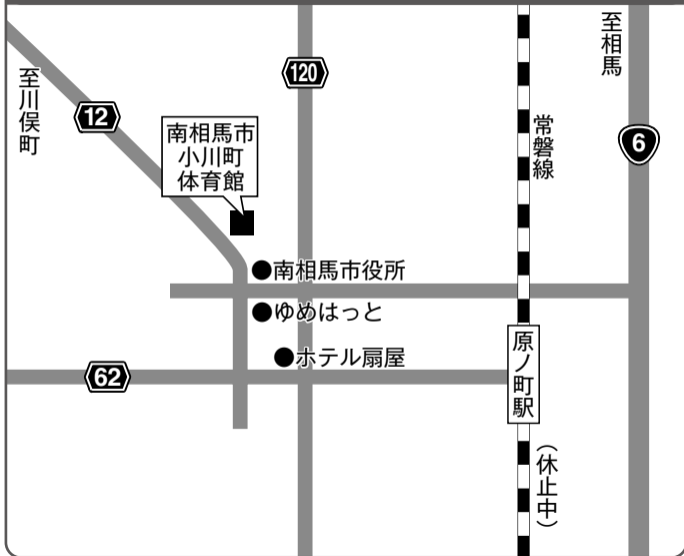 至相馬
120
至川俣町
12
南相馬市
小川町
体育館
常磐線
6
南相馬市役所
ゆめはっと
原ノ町駅
ホテル扇屋
62
（休止中）